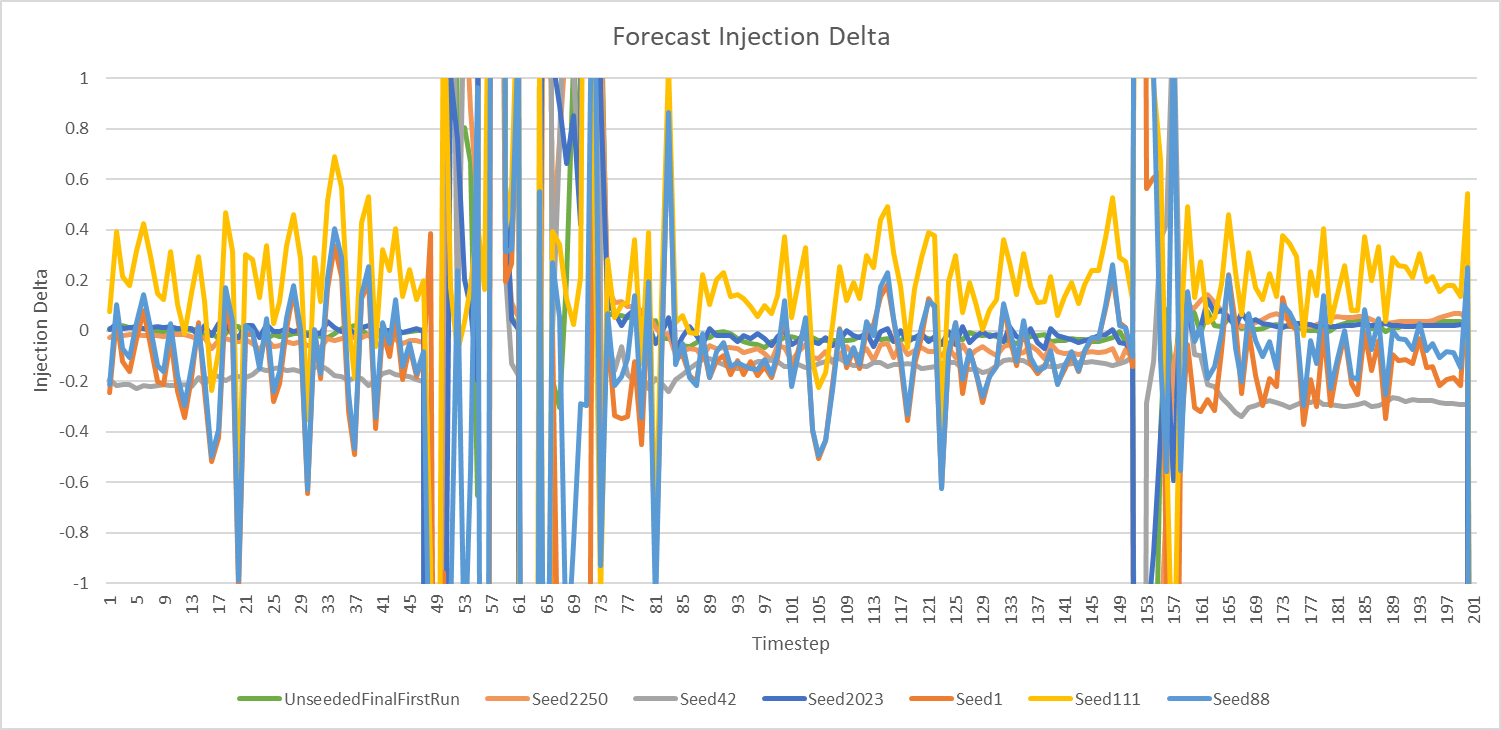 Forecast Injection Delta
1
0.8
0.6
0.4
0.2
0
-0.2
-0.4
-0.6
-0.8
-1
Injection Delta
1 5 9 13 17 21 25 29 33 37 41 45 49 53 57 61 65 69 73 77 81 85 89 93 97 101 105 109 113 117 121 125 129 133 137 141 145 149 153 157 161 165 169 173 177 181 185 189 193 197 201
Timestep
UnseededFinalFirstRun Seed2250 Seed42 Seed2023 Seed1 Seed111 Seed88